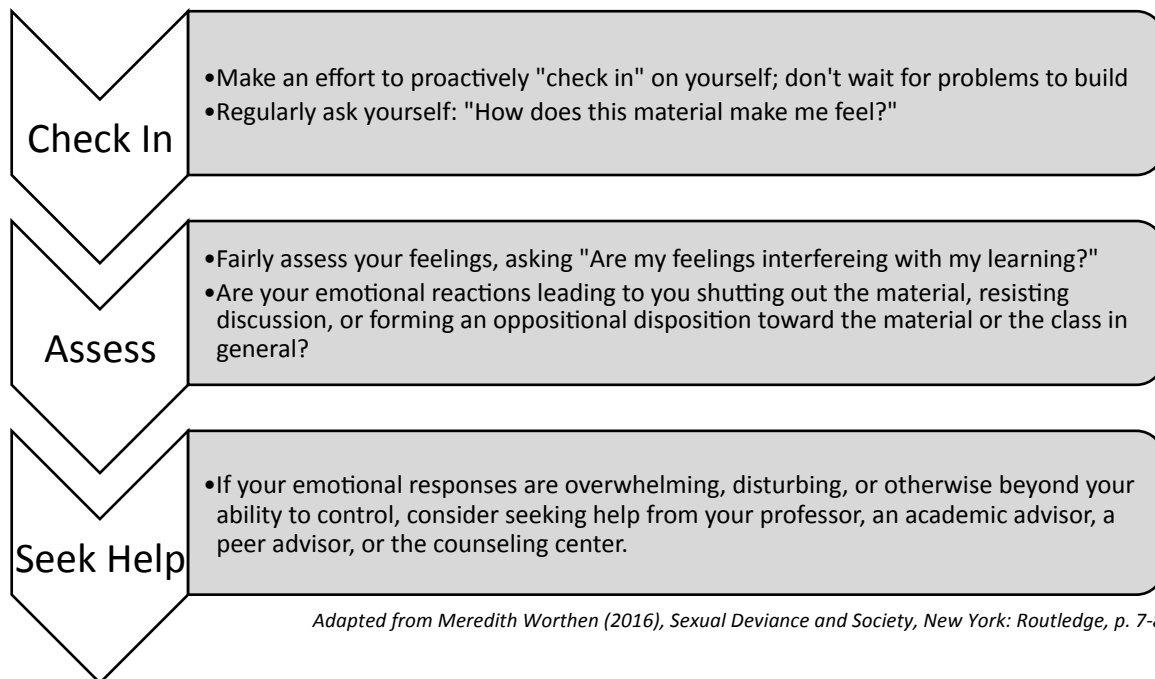 Check In
•Make an effort to proactively "check in" on yourself; don't wait for problems to build
•Regularly ask yourself: "How does this material make me feel?"
Assess
•Fairly assess your feelings, asking "Are my feelings interfereing with my learning?"
•Are your emotional reactions leading to you shutting out the material, resisting
discussion, or forming an oppositional disposition toward the material or the class in
general?
Seek Help
•If your emotional responses are overwhelming, disturbing, or otherwise beyond your
ability to control, consider seeking help from your professor, an academic advisor, a
peer advisor, or the counseling center.
Adapted from Meredith Worthen (2016), Sexual Deviance and Society, New York: Routledge, p. 7-